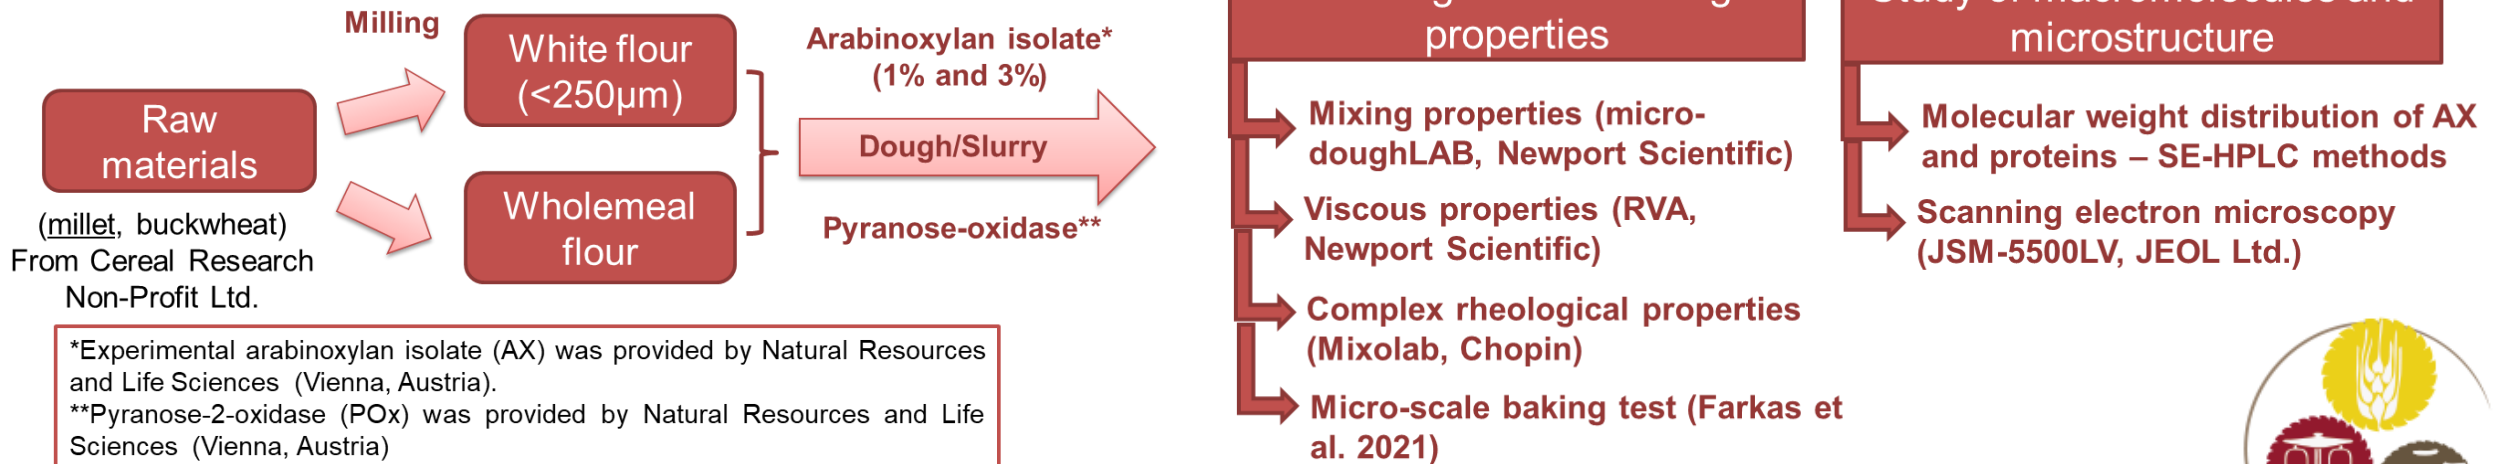 Milling
White flour
(<250µm)
Raw
materials
Wholemeal
flour
(millet, buckwheat)
From Cereal Research
Non-Profit Ltd.
Arabinoxylan isolate*
(1% and 3%)
Dough/Slurry
Pyranose-oxidase**
*Experimental arabinoxylan isolate (AX) was provided by Natural Resources
and Life Sciences (Vienna, Austria).
**Pyranose-2-oxidase (POx) was provided by Natural Resources and Life
Sciences (Vienna, Austria)
properties
Mixing properties (micro-
doughLAB, Newport Scientific)
Viscous properties (RVA,
Newport Scientific)
Complex rheological properties
(Mixolab, Chopin)
Micro-scale baking test (Farkas et
al. 2021)
Study of macromolecules and
microstructure
Molecular weight distribution of AX
and proteins – SE-HPLC methods
Scanning electron microscopy
(JSM-5500LV, JEOL Ltd.)